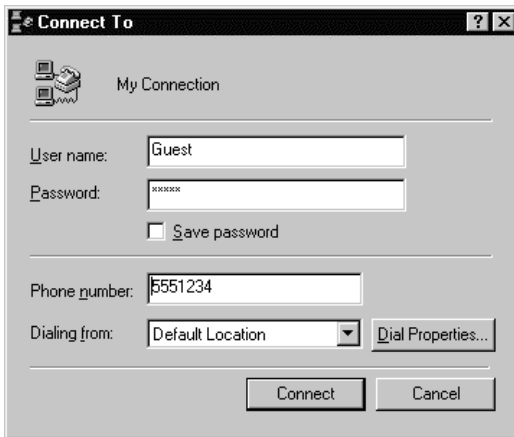 Connect To
My Connection
User name: Guest
Password: xxxxx
Save password
Phone number: 5551234
Dialing from: Default Location Dial Properties...
Connect Cancel